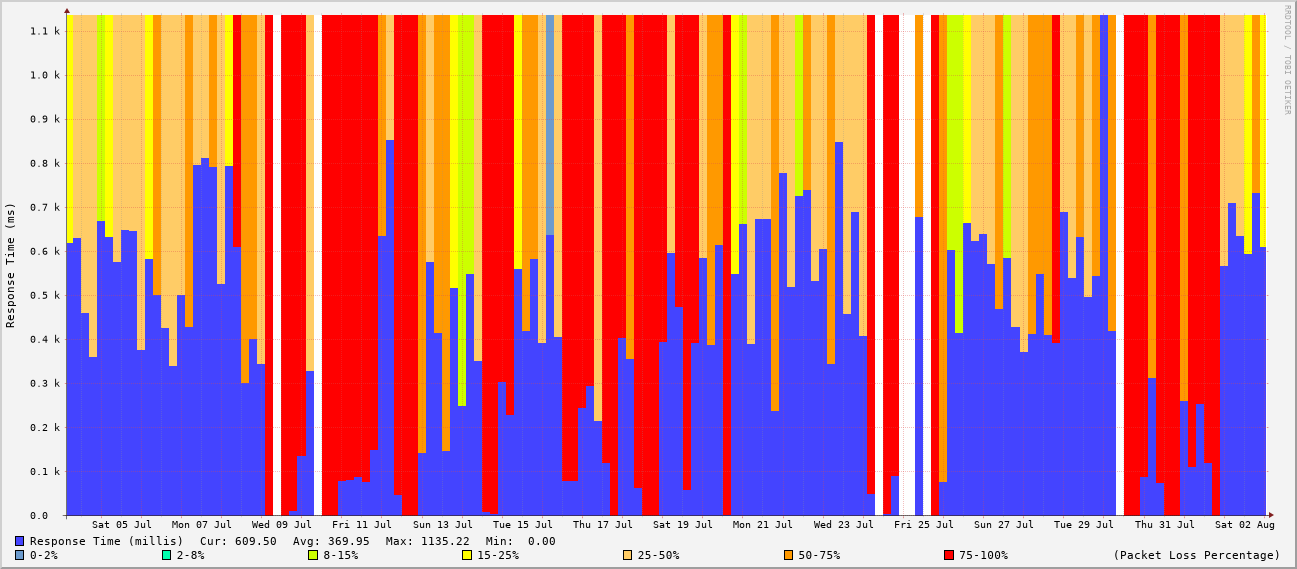 RRDTOOL / TOBI OETIKER
Response Time (ms)
1.1 k
1.0 k
0.9 k
0.8 k
0.7 k
0.6 k
0.5 k
0.4 k
0.3 k
0.2 k
0.1 k
0.0
Sat 05 Jul Mon 07 Jul Wed 09 Jul Fri 11 Jul Sun 13 Jul Tue 15 Jul Thu 17 Jul Sat 19 Jul Mon 21 Jul Wed 23 Jul Fri 25 Jul Sun 27 Jul Tue 29 Jul Thu 31 Jul Sat 02 Aug
Response Time (millis) Cur: 609.50 Avg: 369.95 Max: 1135.22 Min: 0.00
0-2% 2-8% 8-15% 15-25% 25-50% 50-75% 75-100% (Packet Loss Percentage)